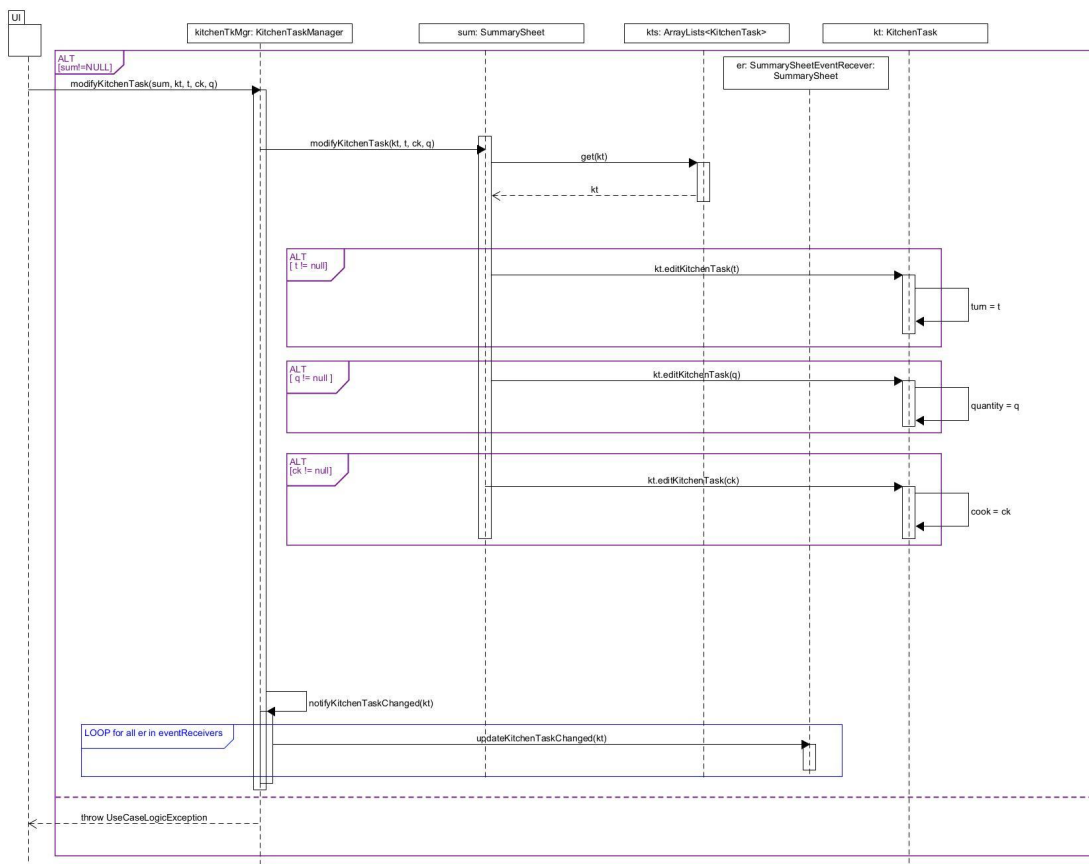 UI
kitchenTkMgr: KitchenTaskManager
sum: SummarySheet
kts: ArrayLists<KitchenTask>
kt: KitchenTask
ALT
[sum!=NULL]
er: SummarySheetEventRecever:
SummarySheet
modifyKitchenTask(sum, kt, t, ck, q)
modifyKitchenTask(kt, t, ck, q)
get(kt)
kt
ALT
[ t != null]
kt.editKitchenTask(t)
turn = t
ALT
[ q != null ]
kt.editKitchenTask(q)
quantity = q
ALT
[ck != null]
kt.editKitchenTask(ck)
cook = ck
notifyKitchenTaskChanged(kt)
LOOP for all er in eventReceivers
updateKitchenTaskChanged(kt)
throw UseCaseLogicException